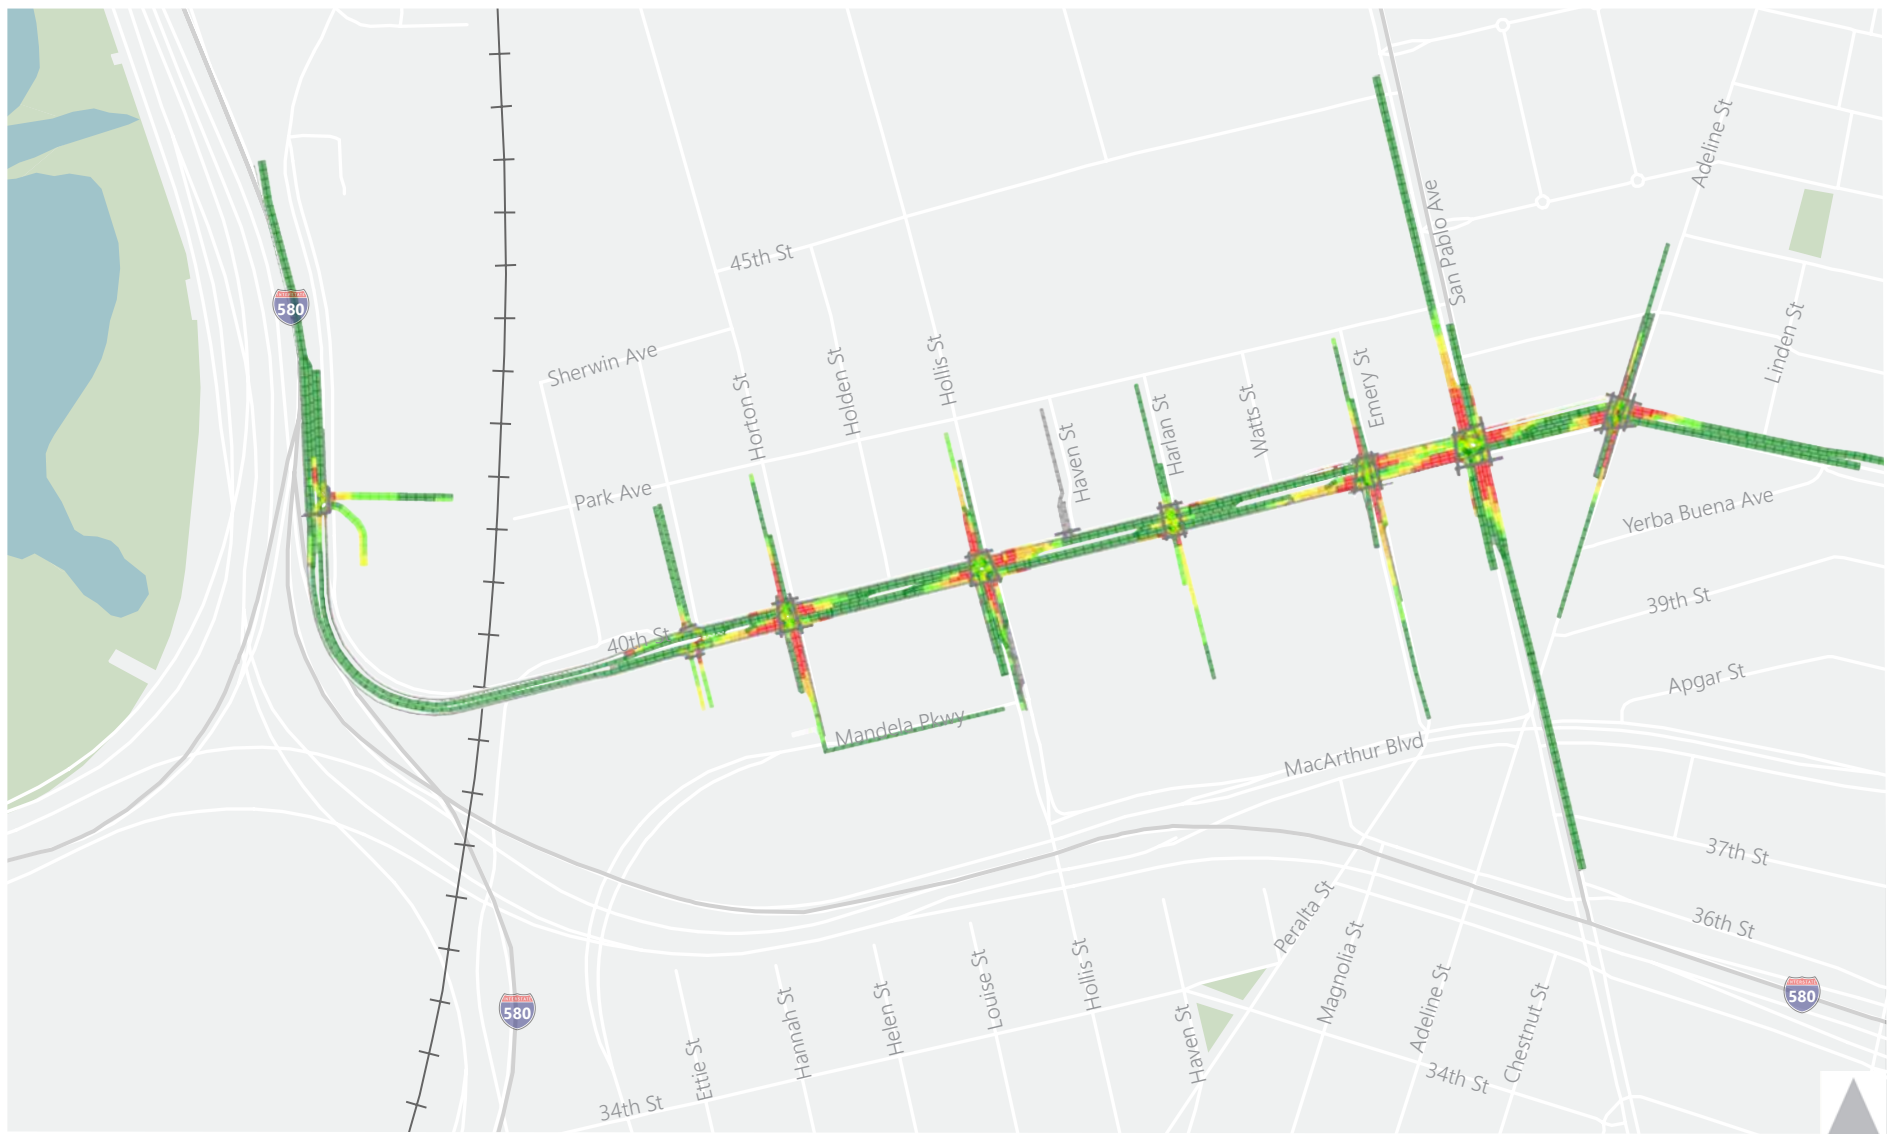 Adeline St
San Pablo Ave
45th St
INTERSTATE
580
Linden St
Sherwin Ave
Hollis St
Holden St
Emery St
Horton St
Watts St
Harlan St
Haven St
Park Ave
Yerba Buena Ave
39th St
40th St
Apgar St
Mandela Pkwy
MacArthur Blvd
37th St
Peralta St
36th St
Magnolia St
Hollis St
Louise St
Adeline St
Helen St
Hannah St
Chestnut St
INTERSTATE
580
INTERSTATE
580
Haven St
Ettie St
34th St
34th St